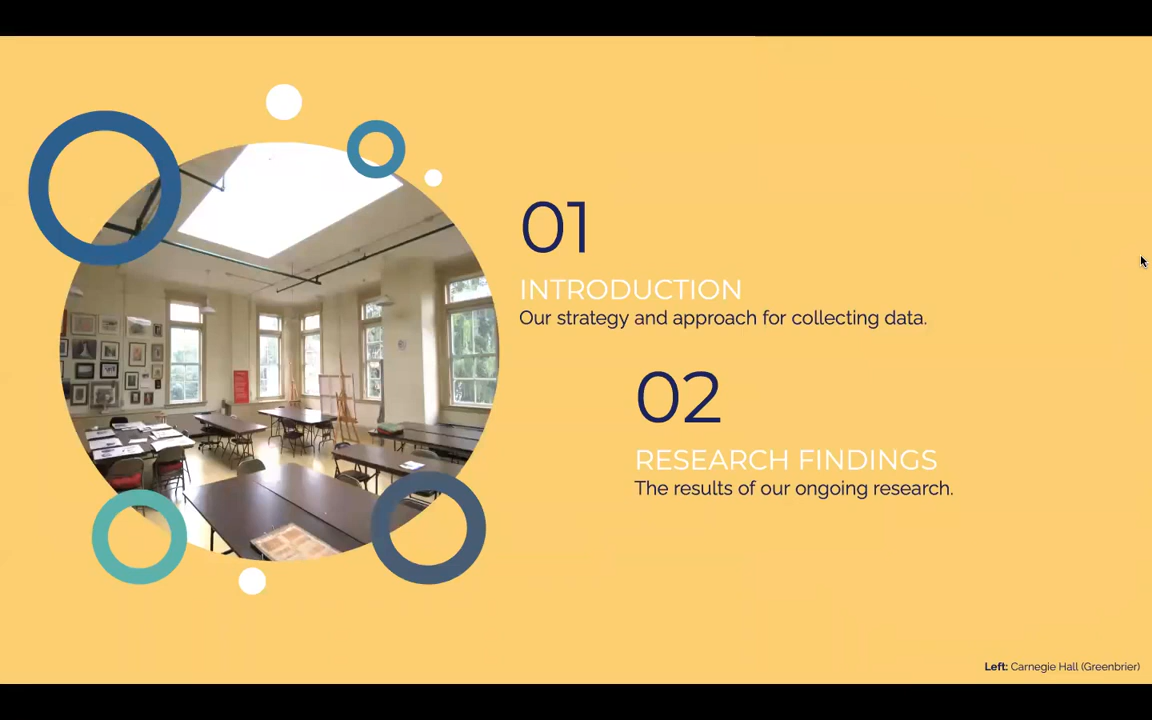 01
INTRODUCTION
Our strategy and approach for collecting data.
02
RESEARCH FINDINGS
The results of our ongoing research.
Left: Carnegie Hall (Greenbrier)